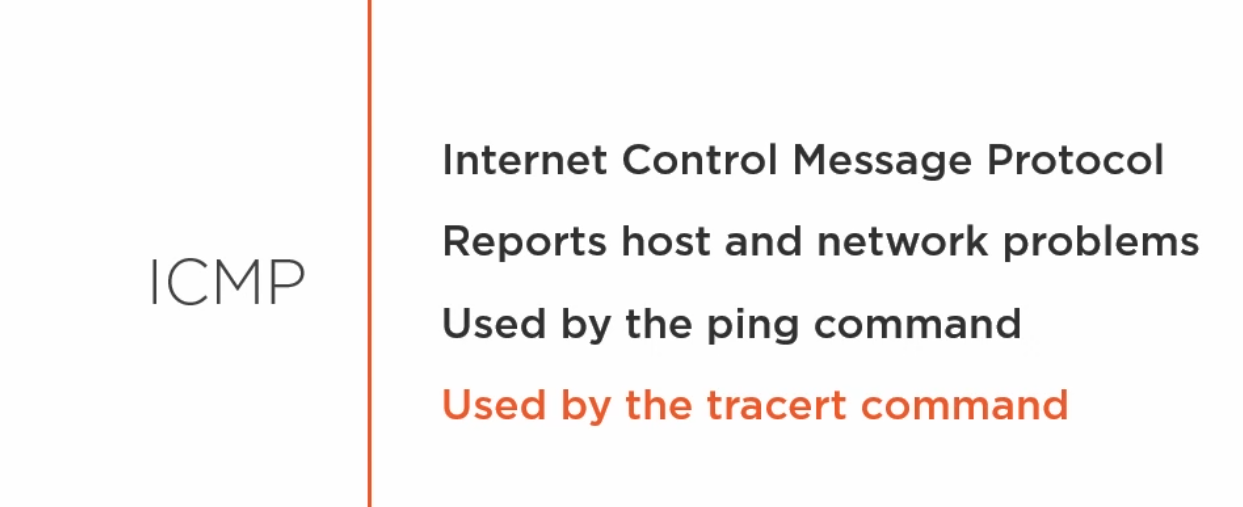 ICMP
Internet Control Message Protocol
Reports host and network problems
Used by the ping command
Used by the tracert command